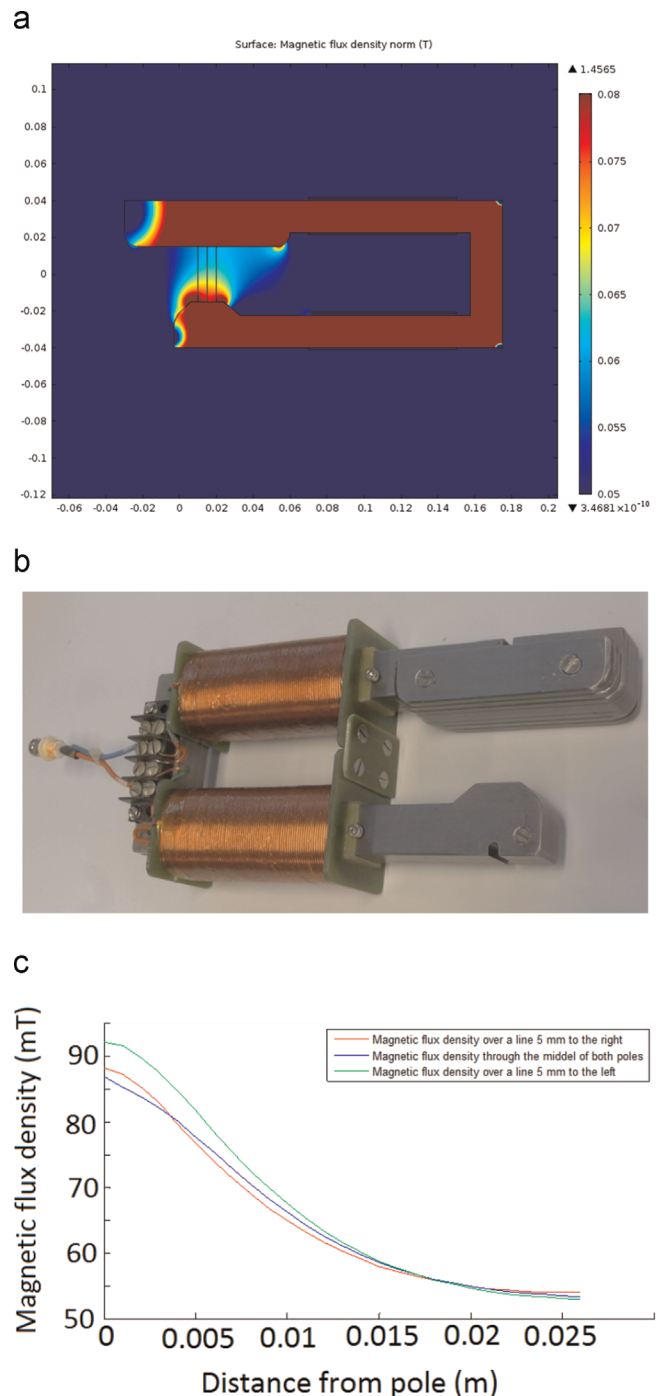 a
Surface: Magnetic flux density norm (T)
▲ 1.4565
0.1
0.08
0.06
0.04
0.02
0
-0.02
-0.04
-0.06
-0.08
-0.1
-0.12
-0.06 -0.04 -0.02 0 0.02 0.04 0.06 0.08 0.1 0.12 0.14 0.16 0.18 0.2
0.08
0.075
0.07
0.065
0.06
0.055
0.05
▼ 3.4681×10⁻¹⁰
b
c
Magnetic flux density (mT)
90
80
70
60
50
Magnetic flux density over a line 5 mm to the right
Magnetic flux density through the middel of both poles
Magnetic flux density over a line 5 mm to the left
0 0.005 0.01 0.015 0.02 0.025
Distance from pole (m)